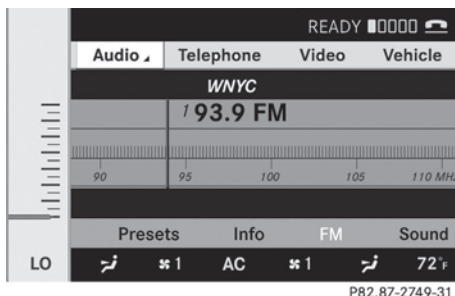 READY
Audio Telephone Video Vehicle
WNYC
1 93.9 FM
90 95 100 105 110 MHz
Presets Info FM Sound
LO 1 AC 1 72°F
P82.87-2749-31